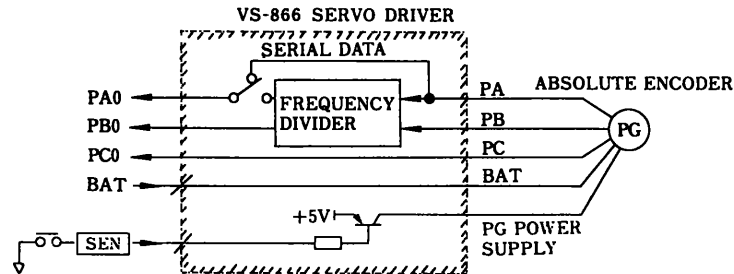 VS-866 SERVO DRIVER
SERIAL DATA
PA0
FREQUENCY
DIVIDER
PA
ABSOLUTE ENCODER
PB0
PB
PG
PC0
PC
BAT
BAT
+5V
SEN
PG POWER
SUPPLY